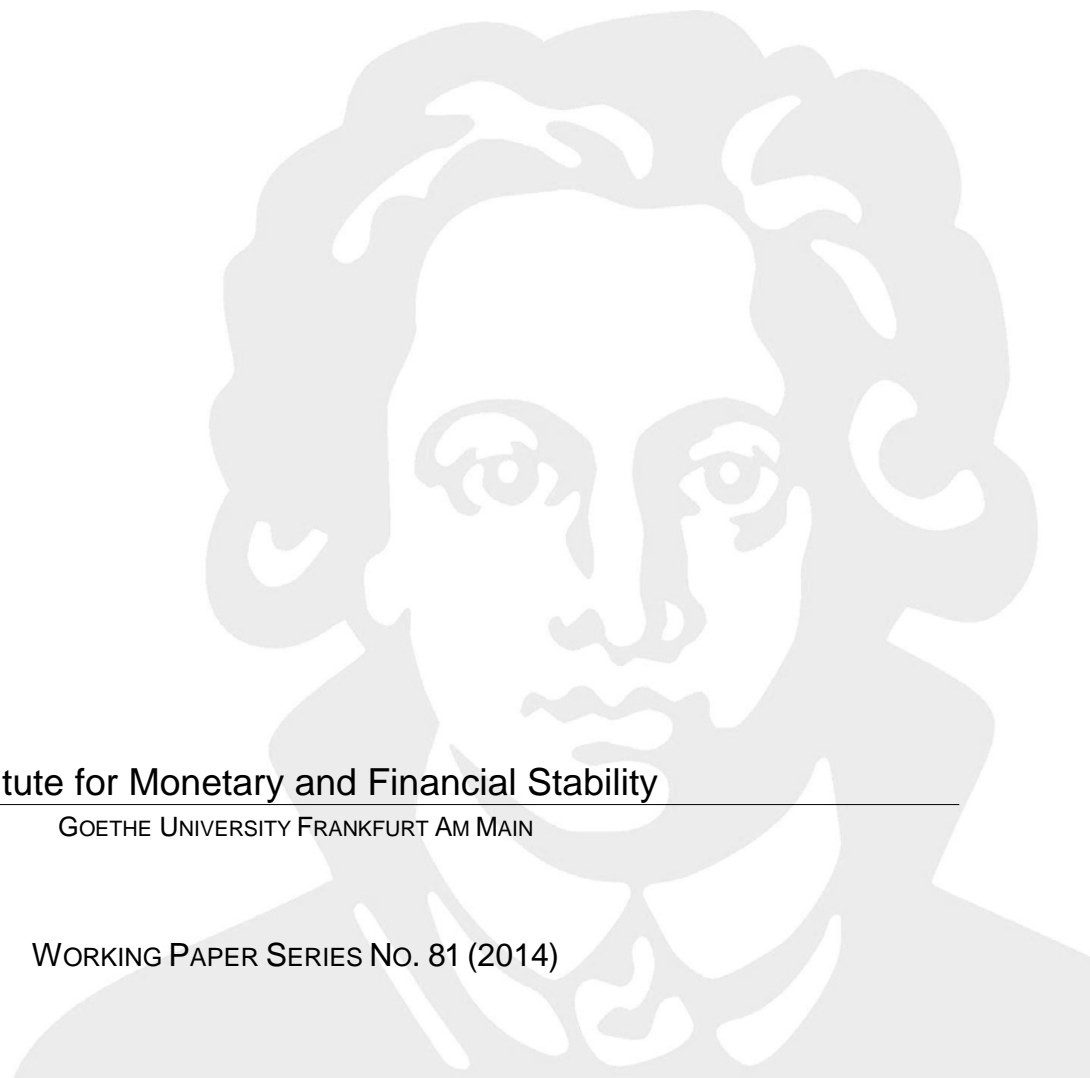 tute for Monetary and Financial Stability
GOETHE UNIVERSITY FRANKFURT AM MAIN
WORKING PAPER SERIES NO. 81 (2014)